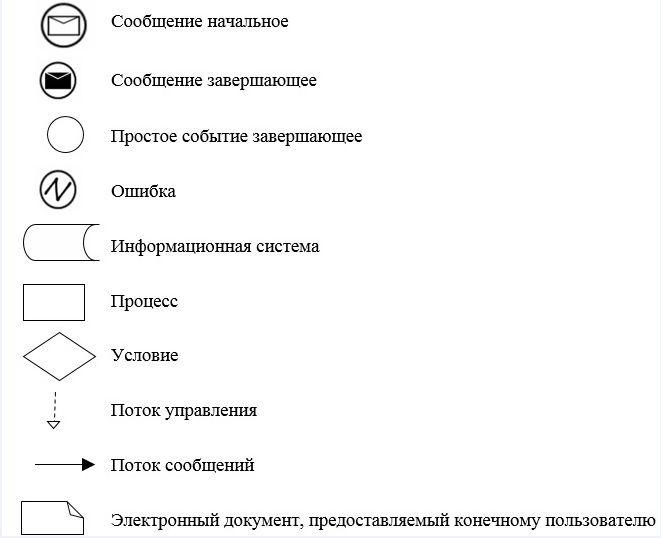 Сообщение начальное
Сообщение завершающее
Простое событие завершающее
Ошибка
Информационная система
Процесс
Условие
Поток управления
Поток сообщений
Электронный документ, предоставляемый конечному пользователю